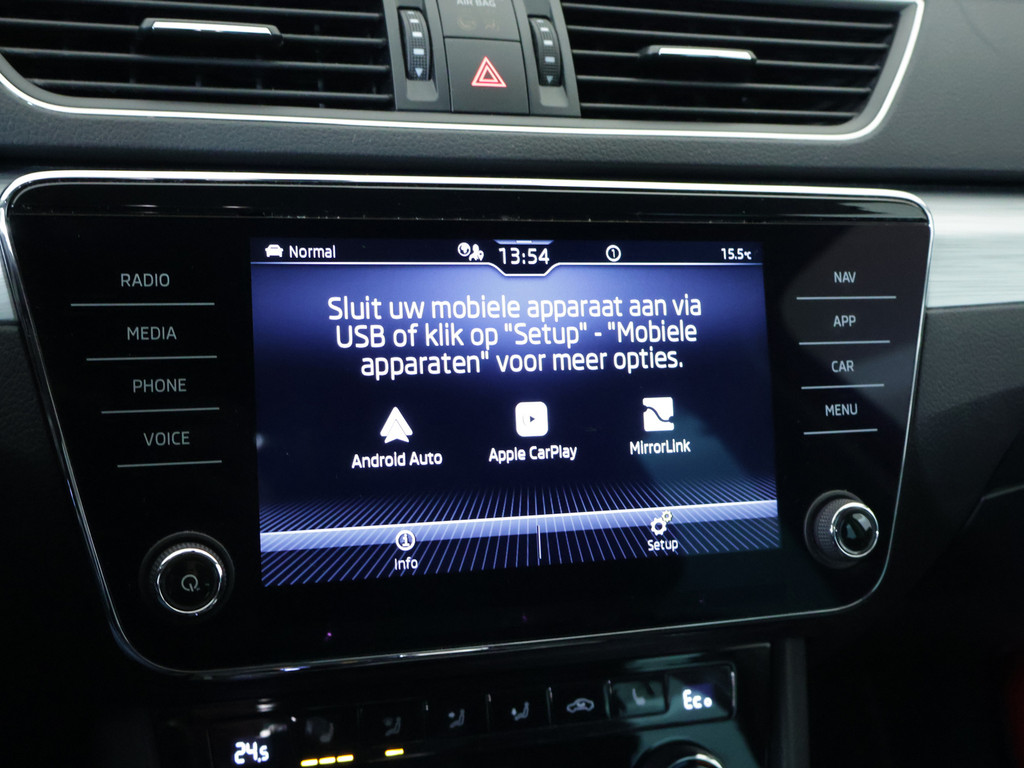 AIR BAG
Normal
13:54
1
15.5°C
RADIO
MEDIA
PHONE
VOICE
Sluit uw mobiele apparaat aan via
USB of klik op "Setup" - "Mobiele
apparaten" voor meer opties.
Android Auto
Apple CarPlay
MirrorLink
Info
Setup
NAV
APP
CAR
MENU
24.5
Eco